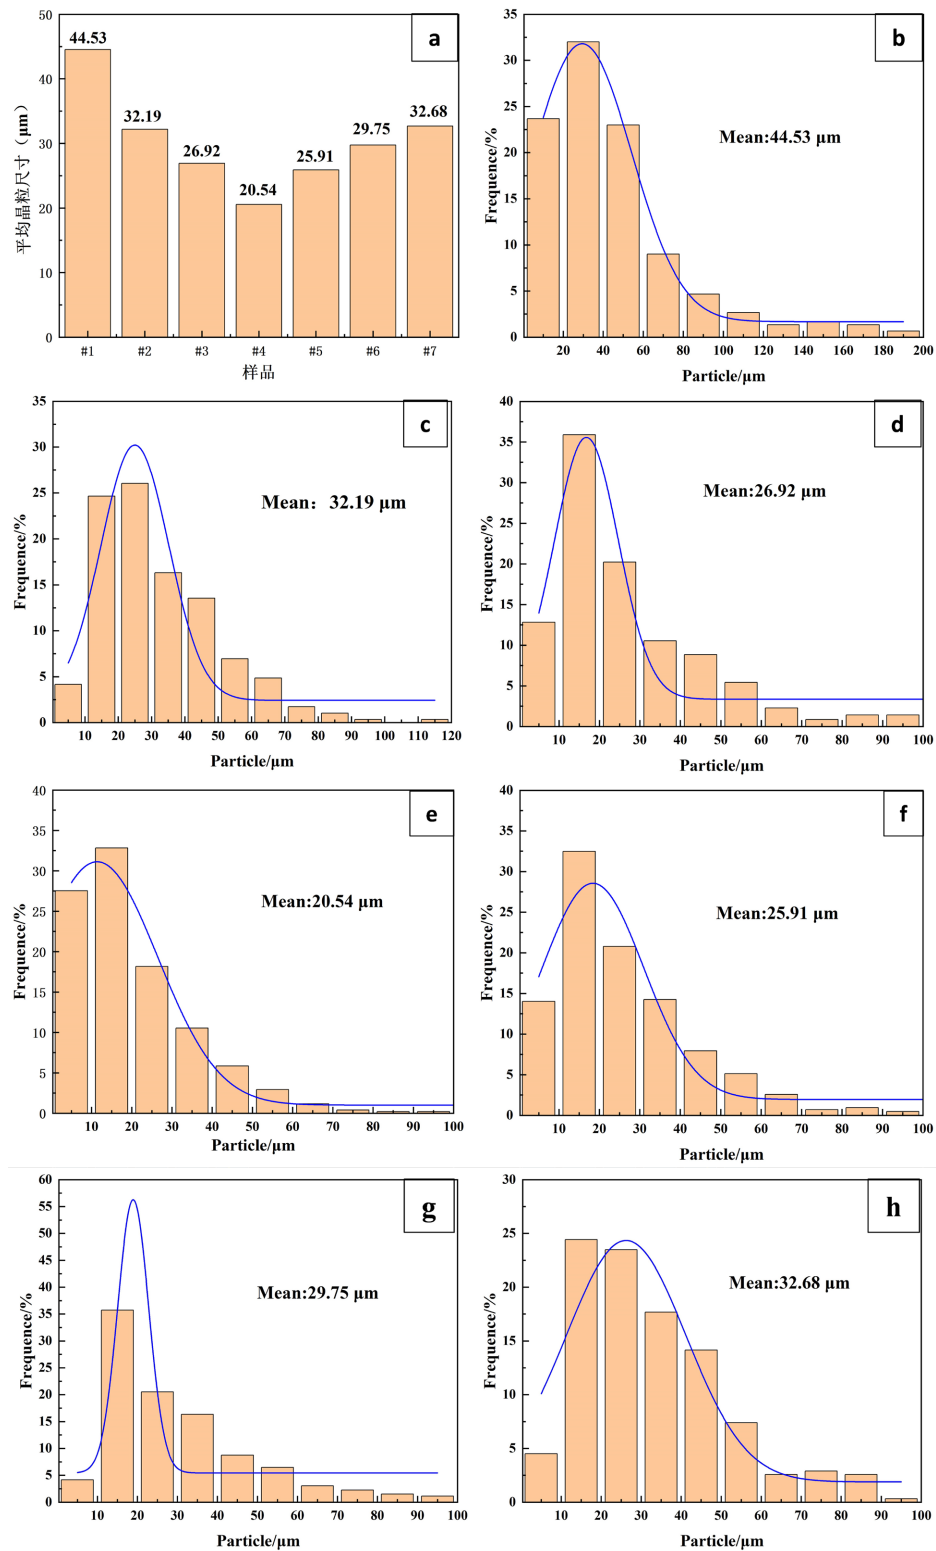 a
平均晶粒尺寸（μm）
50
40
30
20
10
0
44.53
32.19
26.92
20.54
25.91
29.75
32.68
#1 #2 #3 #4 #5 #6 #7
样品
b
Frequence/%
35
30
25
20
15
10
5
0
Mean:44.53 μm
20 40 60 80 100 120 140 160 180 200
Particle/μm
c
Frequence/%
35
30
25
20
15
10
5
0
Mean：32.19 μm
10 20 30 40 50 60 70 80 90 100 110 120
Particle/μm
d
Frequence/%
40
35
30
25
20
15
10
5
0
Mean:26.92 μm
10 20 30 40 50 60 70 80 90 100
Particle/μm
e
Frequence/%
40
35
30
25
20
15
10
5
0
Mean:20.54 μm
10 20 30 40 50 60 70 80 90 100
Particle/μm
f
Frequence/%
40
35
30
25
20
15
10
5
0
Mean:25.91 μm
10 20 30 40 50 60 70 80 90 100
Particle/μm
g
Frequence/%
60
55
50
45
40
35
30
25
20
15
10
5
0
Mean:29.75 μm
10 20 30 40 50 60 70 80 90 100
Particle/μm
h
Frequence/%
30
25
20
15
10
5
0
Mean:32.68 μm
10 20 30 40 50 60 70 80 90 100
Particle/μm